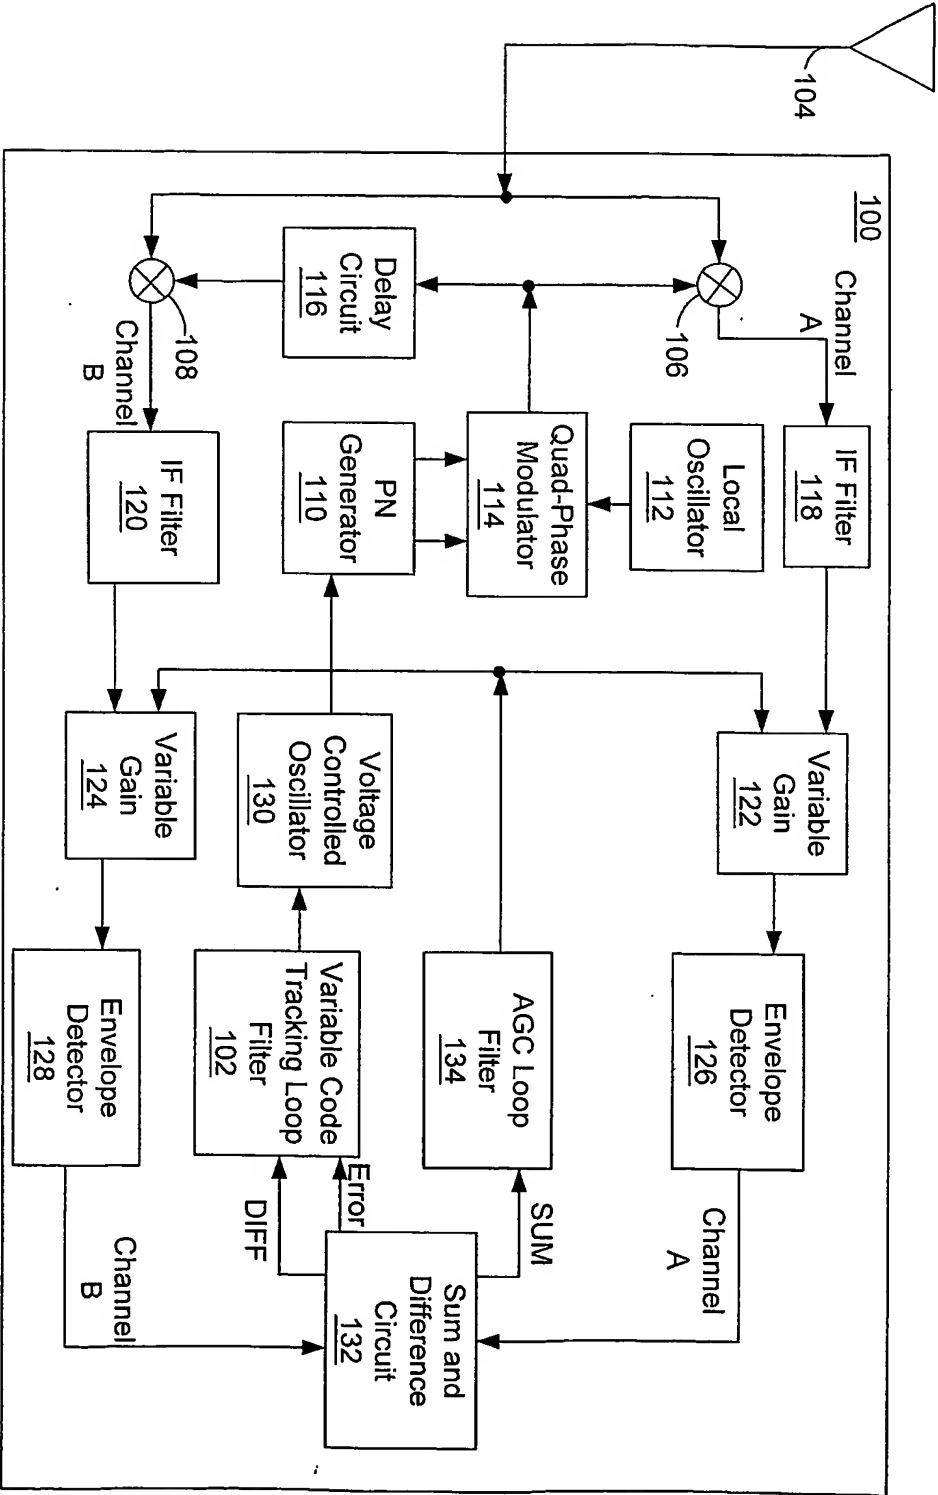 104
100
Channel
A
106
IF Filter
118
Variable
Gain
122
Envelope
Detector
126
Channel
A
Local
Oscillator
112
Quad-Phase
Modulator
114
AGC Loop
Filter
134
SUM
Delay
Circuit
116
PN
Generator
110
Voltage
Controlled
Oscillator
130
Variable Code
Tracking Loop
Filter
102
Error
DIFF
Sum and
Difference
Circuit
132
108
Channel
B
IF Filter
120
Variable
Gain
124
Envelope
Detector
128
Channel
B